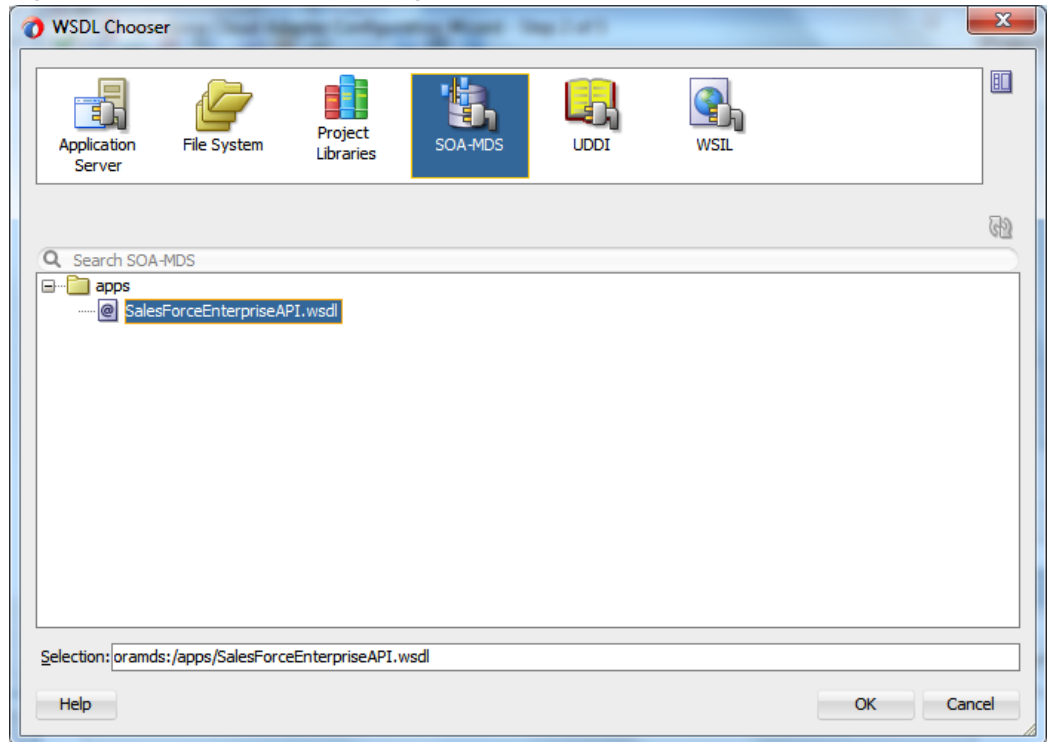 WSDL Chooser
Application
Server
File System
Project
Libraries
SOA-MDS
UDDI
WSIL
Search SOA-MDS
apps
SalesForceEnterpriseAPI.wsdl
Selection: oramds:/apps/SalesForceEnterpriseAPI.wsdl
Help
OK
Cancel